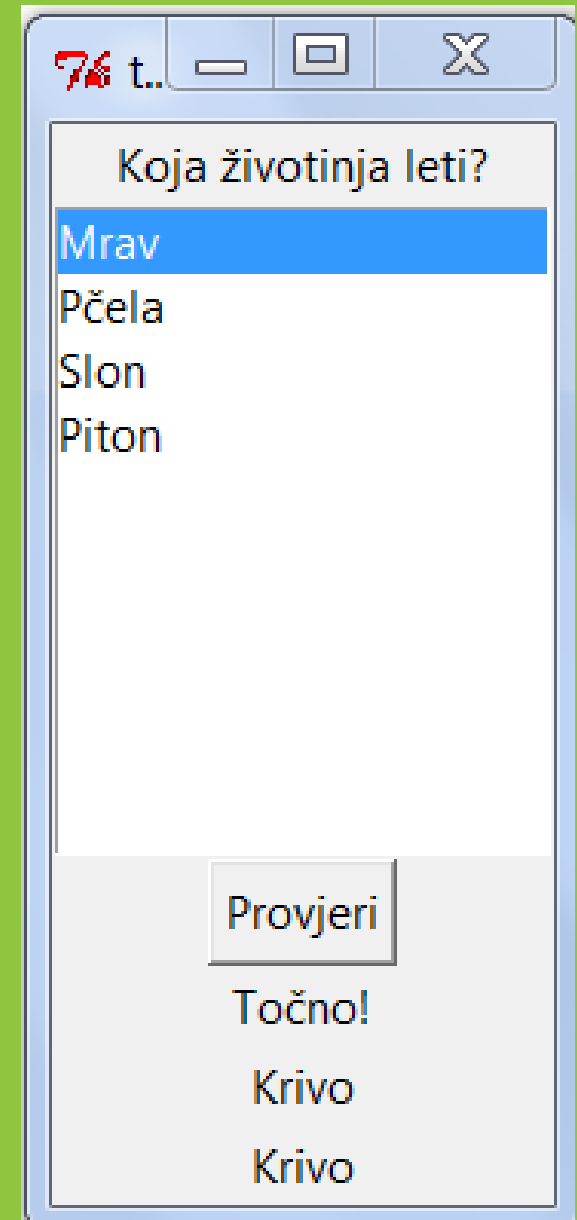 t..
Koja životinja leti?
Mrav
Pčela
Slon
Piton
Provjeri
Točno!
Krivo
Krivo